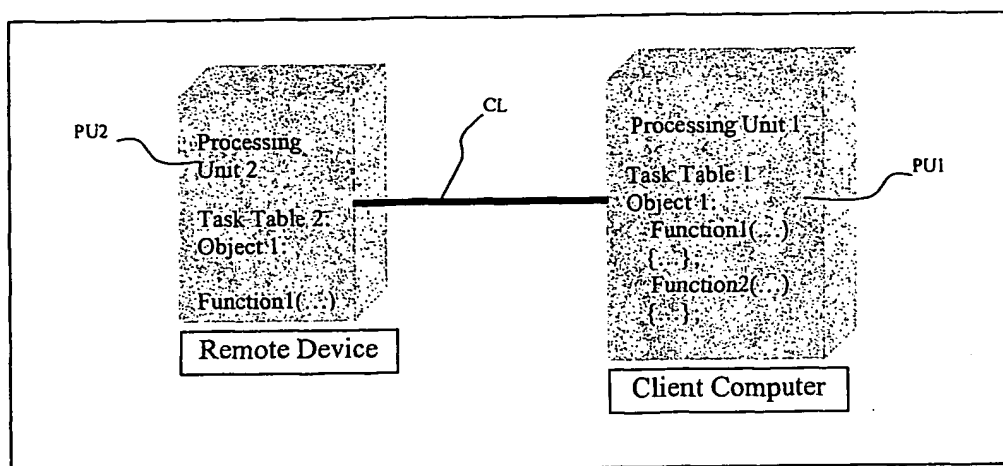 PU2
Processing
Unit 2
Task Table 2:
Object 1:
Function1(...)
Remote Device
CL
Processing Unit 1
Task Table 1
Object 1:
Function1(...)
{...};
Function2(...)
{...};
PU1
Client Computer